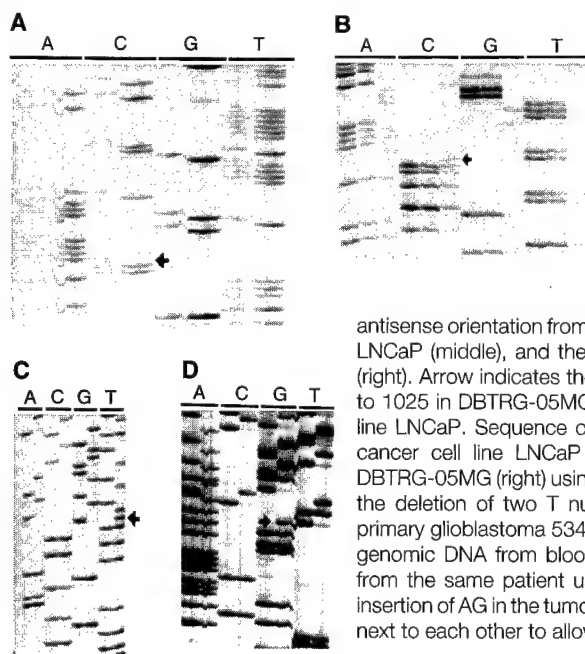 A
A C G T
B
A C G T
antisense orientation from
LNCaP (middle), and the
(right). Arrow indicates the
to 1025 in DBTRG-05MG
line LNCaP. Sequence o
cancer cell line LNCaP
DBTRG-05MG (right) usin
the deletion of two T nu
primary glioblastoma 534
genomic DNA from bloo
from the same patient u
insertion of AG in the tumo
next to each other to allow
C
A C G T
D
A C G T